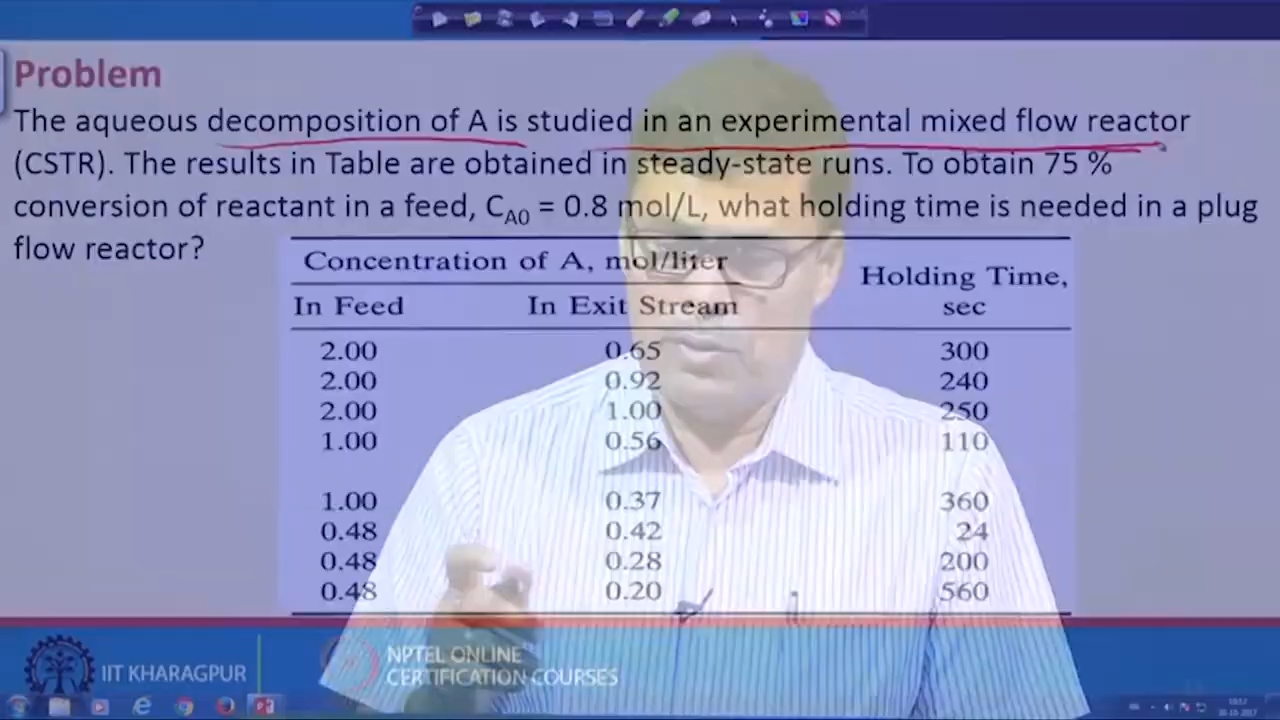 Problem
The aqueous decomposition of A is studied in an experimental mixed flow reactor
(CSTR). The results in Table are obtained in steady-state runs. To obtain 75 %
conversion of reactant in a feed, CA0 = 0.8 mol/L, what holding time is needed in a plug
flow reactor?
Concentration of A, mol/liter
Holding Time,
In Feed In Exit Stream sec
2.00 0.65 300
2.00 0.92 240
2.00 1.00 250
1.00 0.56 110
1.00 0.37 360
0.48 0.42 24
0.48 0.28 200
0.48 0.20 560
IIT KHARAGPUR
NPTEL ONLINE
CERTIFICATION COURSES